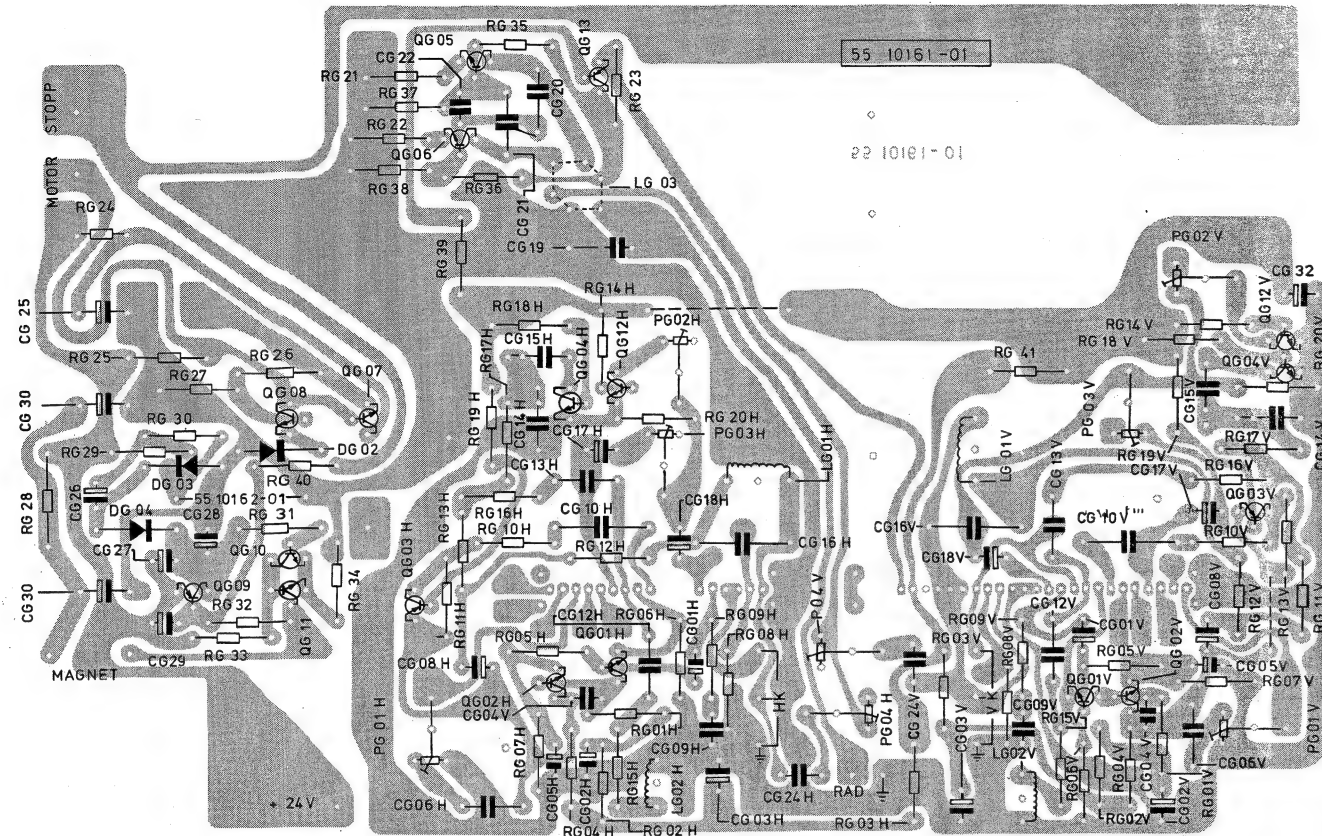 RG 35
QG 05
QG 13
CG 22
55 10161-01
RG 21
CG 20
RG 23
RG 37
STOPP
MOTOR
RG 22
QG 06
55 10161-01
RG 38
RG 36
CG 21
LG 03
RG 24
RG 39
CG 19
PG 02 V
CG 32
RG 14 H
QG 12 V
CG 25
RG 18 H
PG02H
RG 14 V
RG 20 V
CG 15 H
QG 04 H
QG 12 H
RG 18 V
RG 17 H
RG 41
QG 04 V
RG 25
RG 26
QG 07
RG 27
QG 08
PG 03 V
CG 15 V
CG 30
RG 19 H
CG 14 H
RG 20 H
RG 30
CG 17 H
PG03 H
RG 17 V
RG 29
DG 02
LG 01 H
LG 01 V
CG 13 V
RG 19 V
CG 13 H
CG 17 V
RG 16 V
DG 03
RG 40
RG 28
CG 26
55 1016 2-01
RG 13 H
RG 16 H
CG 18 H
QG 03 V
DG 04
CG 28
RG 31
CG 10 H
CG 16 V
CG 10 V
RG 10 H
RG 10 V
CG 27
QG 10
QG 03 H
RG 12 H
CG 16 H
CG 18 V
CG 08 V
RG 12 V
RG 13 V
RG 11 V
CG 30
QG 09
RG 34
RG 32
RG 11 H
CG 12 H
RG 06 H
CG 01 H
RG 09 H
RG 08 H
P04 V
CG 12 V
RG 09 V
RG 03 V
RG 08 V
CG 01 V
QG 02 V
RG 05 H
QG 01 H
RG 33
CG 29
QG 11
RG 05 V
CG 05 V
MAGNET
CG 08 H
QG 02 H
CG 04 V
QG 01 V
RG 07 V
HK
VK
CG 09 V
PG 01 H
RG 07 H
RG 01 H
CG 09 H
PG 04 H
CG 24 V
CG 03 V
RG 15 V
LG 02 V
PG 01 V
CG 05 H
CG 02 H
RG 15 H
LG 02 H
RG 06 V
RG 04 V
CG 04 V
CG 06 V
+ 24 V
CG 06 H
CG 24 H
RAD
CG 02 V
RG 01 V
RG 04 H
RG 02 H
CG 03 H
RG 03 H
RG 02 V